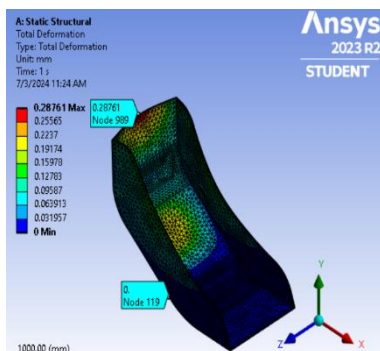 A: Static Structural
Total Deformation
Type: Total Deformation
Unit: mm
Time: 1 s
7/3/2024 11:24 AM
Ansys
2023 R2
STUDENT
0.28761 Max
0.25565
0.2237
0.19174
0.15978
0.12783
0.09587
0.063913
0.031957
0 Min
0.28761
Node 989
0.
Node 119
Y
Z
X
1000.00 (mm)